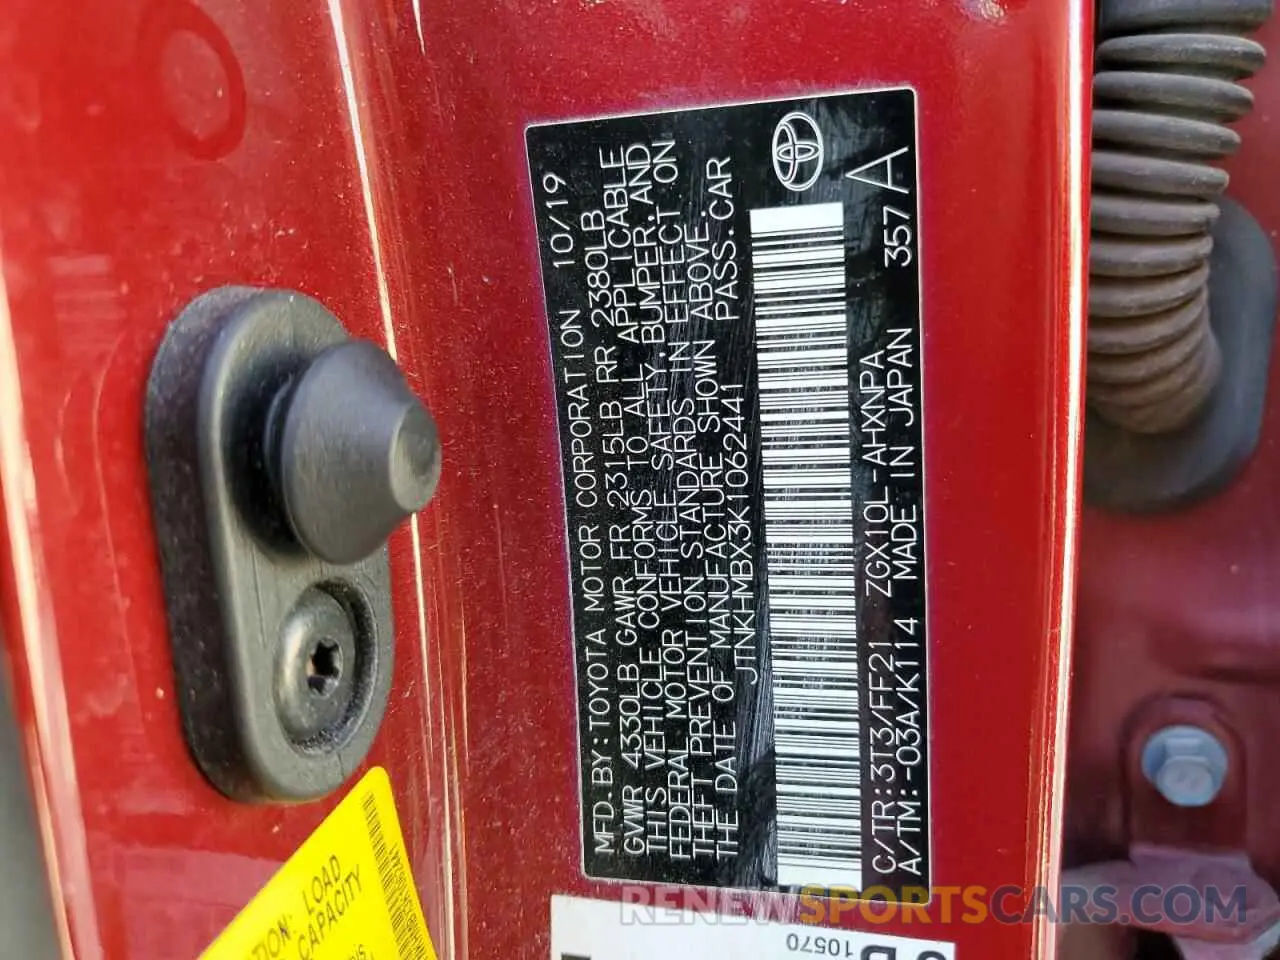 MFD.BY:TOYOTA MOTOR CORPORATION 10/19
GVWR 4330LB GAWR FR 2315LB RR 2380LB
THIS VEHICLE CONFORMS TO ALL APPLICABLE
FEDERAL MOTOR VEHICLE SAFETY,BUMPER,AND
THEFT PREVENTION STANDARDS IN EFFECT ON
THE DATE OF MANUFACTURE SHOWN ABOVE.
JTNKHMBX3K1062441 PASS.CAR
C/TR:3T3/FF21 ZGX10L-AHXNPA 357 A
A/TM:-03A/K114 MADE IN JAPAN
LOAD
CAPACITY
10570
RENEWSPORTSCARS.COM